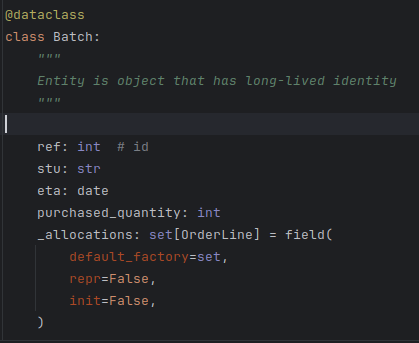 @dataclass
class Batch:
    """
    Entity is object that has long-lived identity
    """
    ref: int  # id
    stu: str
    eta: date
    purchased_quantity: int
    _allocations: set[OrderLine] = field(
        default_factory=set,
        repr=False,
        init=False,
    )